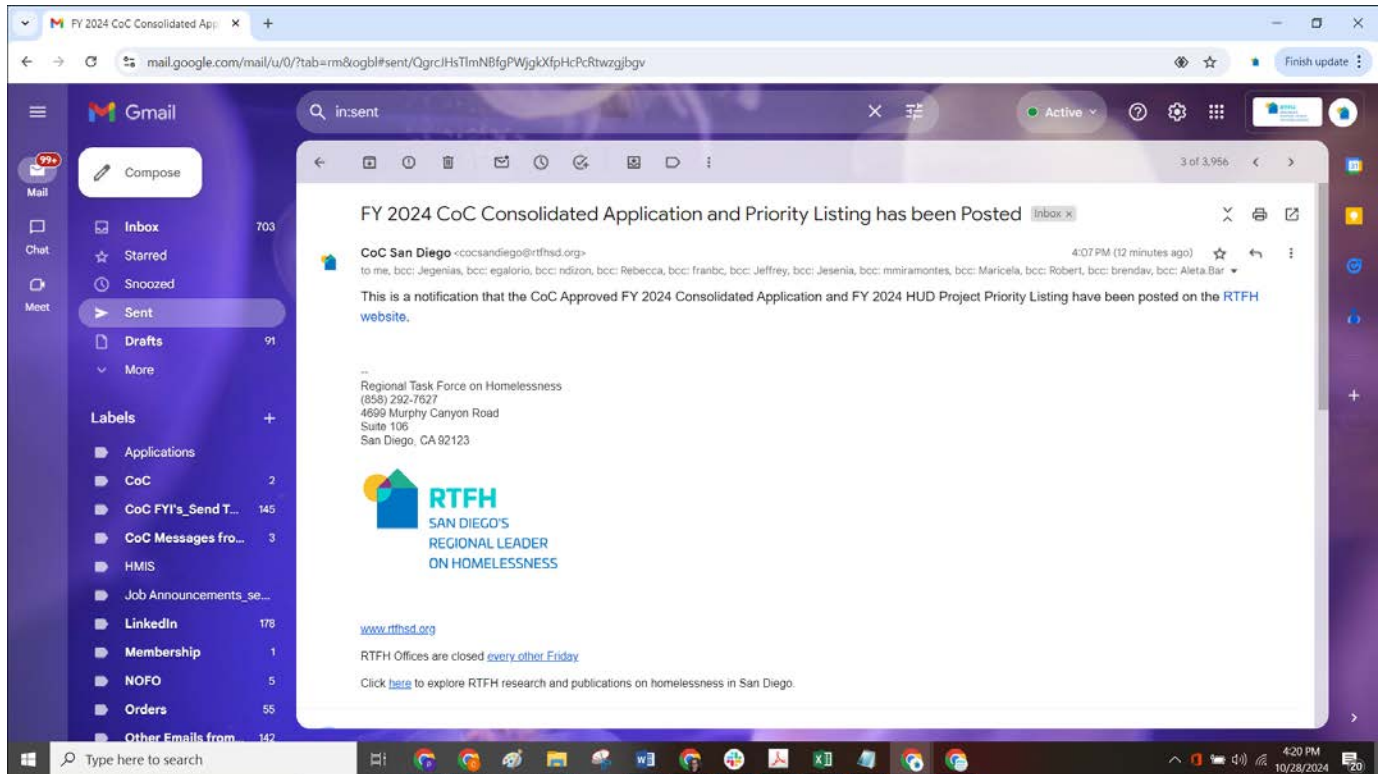 FY 2024 CoC Consolidated App
Finish update
mail.google.com/mail/u/0/?tab=rm&ogbl#sent/QgrcJHsTlmNBfgPWjgkXfpHcPcRtwzgjbgv
Gmail
in:sent
Active
99+
Mail
Chat
Meet
Compose
Inbox 703
Starred
Snoozed
Sent
Drafts 91
More
Labels
Applications
CoC 2
CoC FYI's_Send T... 145
CoC Messages fro... 3
HMIS
Job Announcements_se...
LinkedIn 178
Membership 1
NOFO 5
Orders 55
Other Emails from 142
3 of 3,956
FY 2024 CoC Consolidated Application and Priority Listing has been Posted Inbox x
CoC San Diego <cocsandiego@rtfhsd.org> 4:07 PM (12 minutes ago)
to me, bcc: Jegenias, bcc: egalorio, bcc: ndizon, bcc: Rebecca, bcc: franbc, bcc: Jeffrey, bcc: Jesenia, bcc: mmiramontes, bcc: Maricela, bcc: Robert, bcc: brendav, bcc: Aleta.Bar
This is a notification that the CoC Approved FY 2024 Consolidated Application and FY 2024 HUD Project Priority Listing have been posted on the RTFH
website.
--
Regional Task Force on Homelessness
(858) 292-7627
4699 Murphy Canyon Road
Suite 106
San Diego, CA 92123
RTFH
SAN DIEGO'S
REGIONAL LEADER
ON HOMELESSNESS
www.rtfhsd.org
RTFH Offices are closed every other Friday
Click here to explore RTFH research and publications on homelessness in San Diego.
Type here to search
4:20 PM
10/28/2024
20